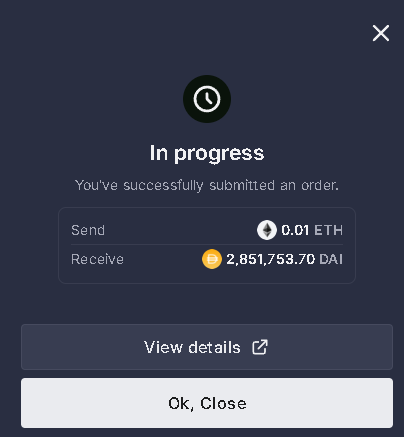 In progress
You've successfully submitted an order.
Send 0.01 ETH
Receive 2,851,753.70 DAI
View details
Ok, Close